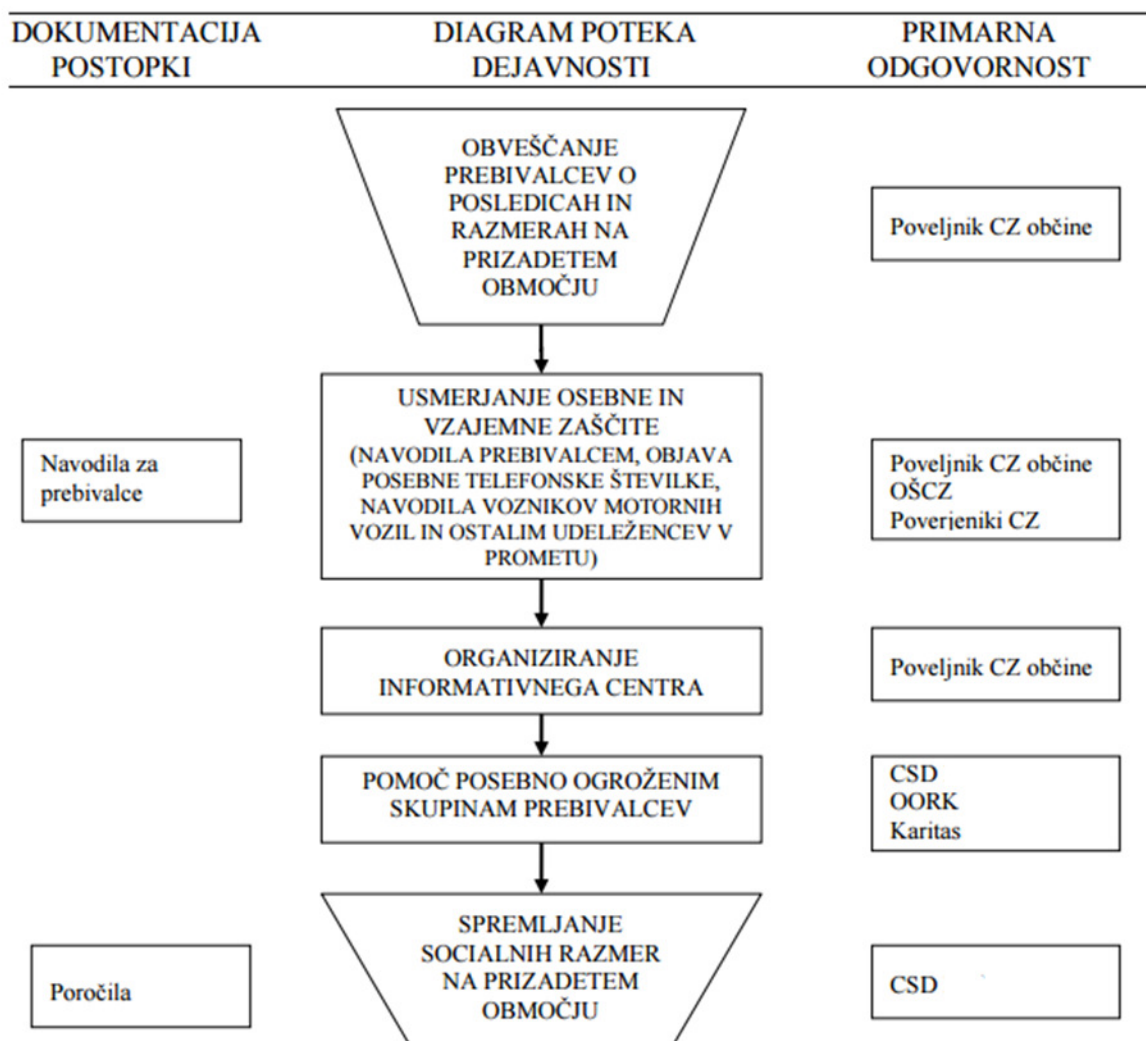 DOKUMENTACIJA
POSTOPKI
DIAGRAM POTEKA
DEJAVNOSTI
PRIMARNA
ODGOVORNOST
OBVEŠČANJE
PREBIVALCEV O
POSLEDICAH IN
RAZMERAH NA
PRIZADETEM
OBMOČJU
Poveljnik CZ občine
Navodila za
prebivalce
USMERJANJE OSEBNE IN
VZAJEMNE ZAŠČITE
(NAVODILA PREBIVALCEM, OBJAVA
POSEBNE TELEFONSKE ŠTEVILKE,
NAVODILA VOZNIKOV MOTORNIH
VOZIL IN OSTALIM UDELEŽENCEV V
PROMETU)
Poveljnik CZ občine
OŠCZ
Poverjeniki CZ
ORGANIZIRANJE
INFORMATIVNEGA CENTRA
Poveljnik CZ občine
POMOČ POSEBNO OGROŽENIM
SKUPINAM PREBIVALCEV
CSD
OORK
Karitas
Poročila
SPREMLJANJE
SOCIALNIH RAZMER
NA PRIZADETEM
OBMOČJU
CSD